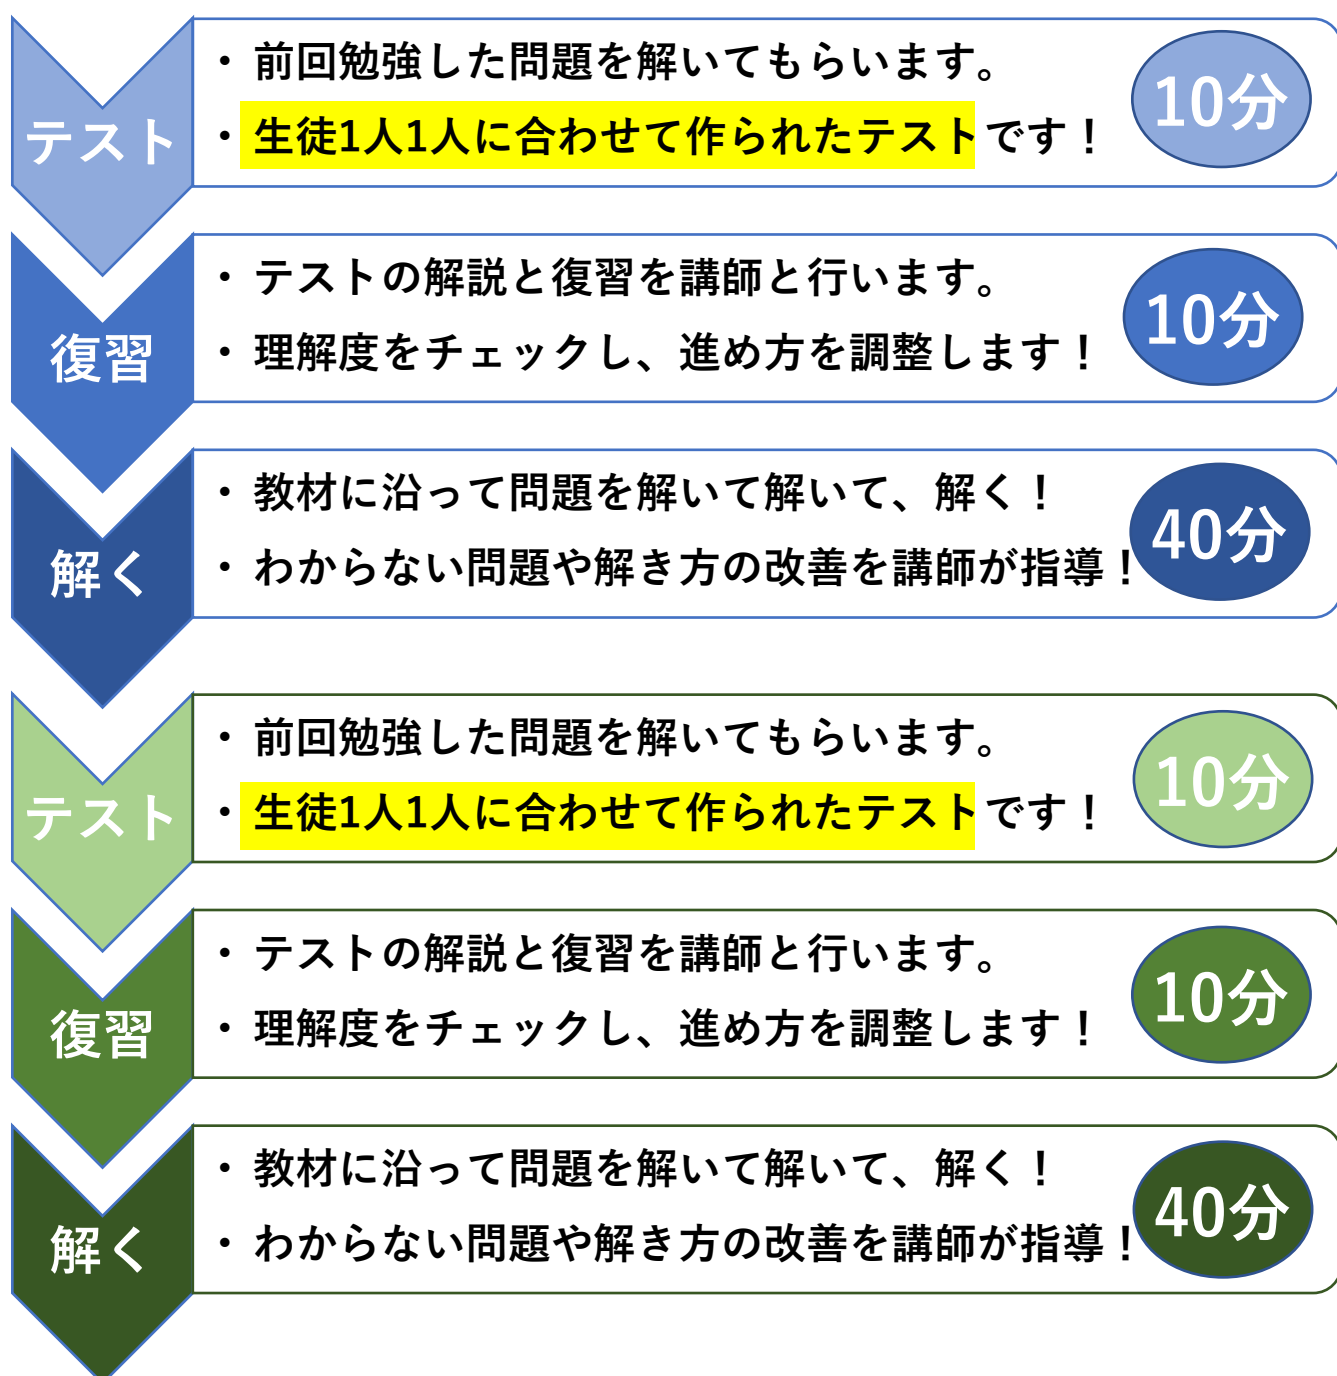 テスト
・前回勉強した問題を解いてもらいます。
・生徒1人1人に合わせて作られたテストです！
10分
復習
・テストの解説と復習を講師と行います。
・理解度をチェックし、進め方を調整します！
10分
解く
・教材に沿って問題を解いて解いて、解く！
・わからない問題や解き方の改善を講師が指導！
40分
テスト
・前回勉強した問題を解いてもらいます。
・生徒1人1人に合わせて作られたテストです！
10分
復習
・テストの解説と復習を講師と行います。
・理解度をチェックし、進め方を調整します！
10分
解く
・教材に沿って問題を解いて解いて、解く！
・わからない問題や解き方の改善を講師が指導！
40分